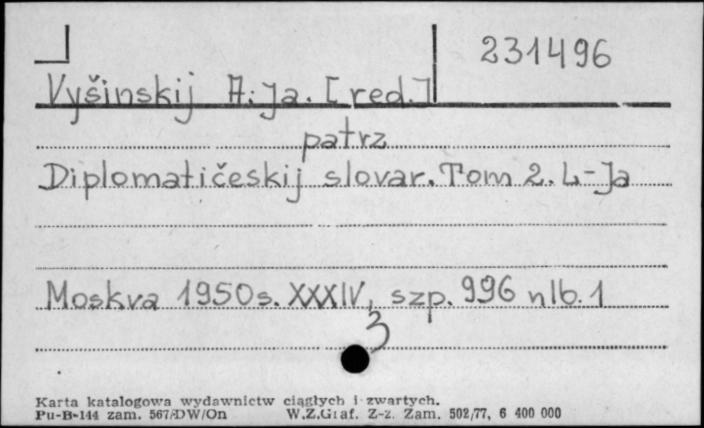 231496
Vyšinskij A. Ja. [red.]
patrz
Diplomatičeskij slovar. Tom 2. L-Ja
Moskva 1950 s. XXXIV, szp. 996 nlb. 1
3
Karta katalogowa wydawnictw ciągłych i zwartych.
Pu-B-144 zam. 567/DW/On W.Z.Graf. Z-z. Zam. 502/77, 6 400 000